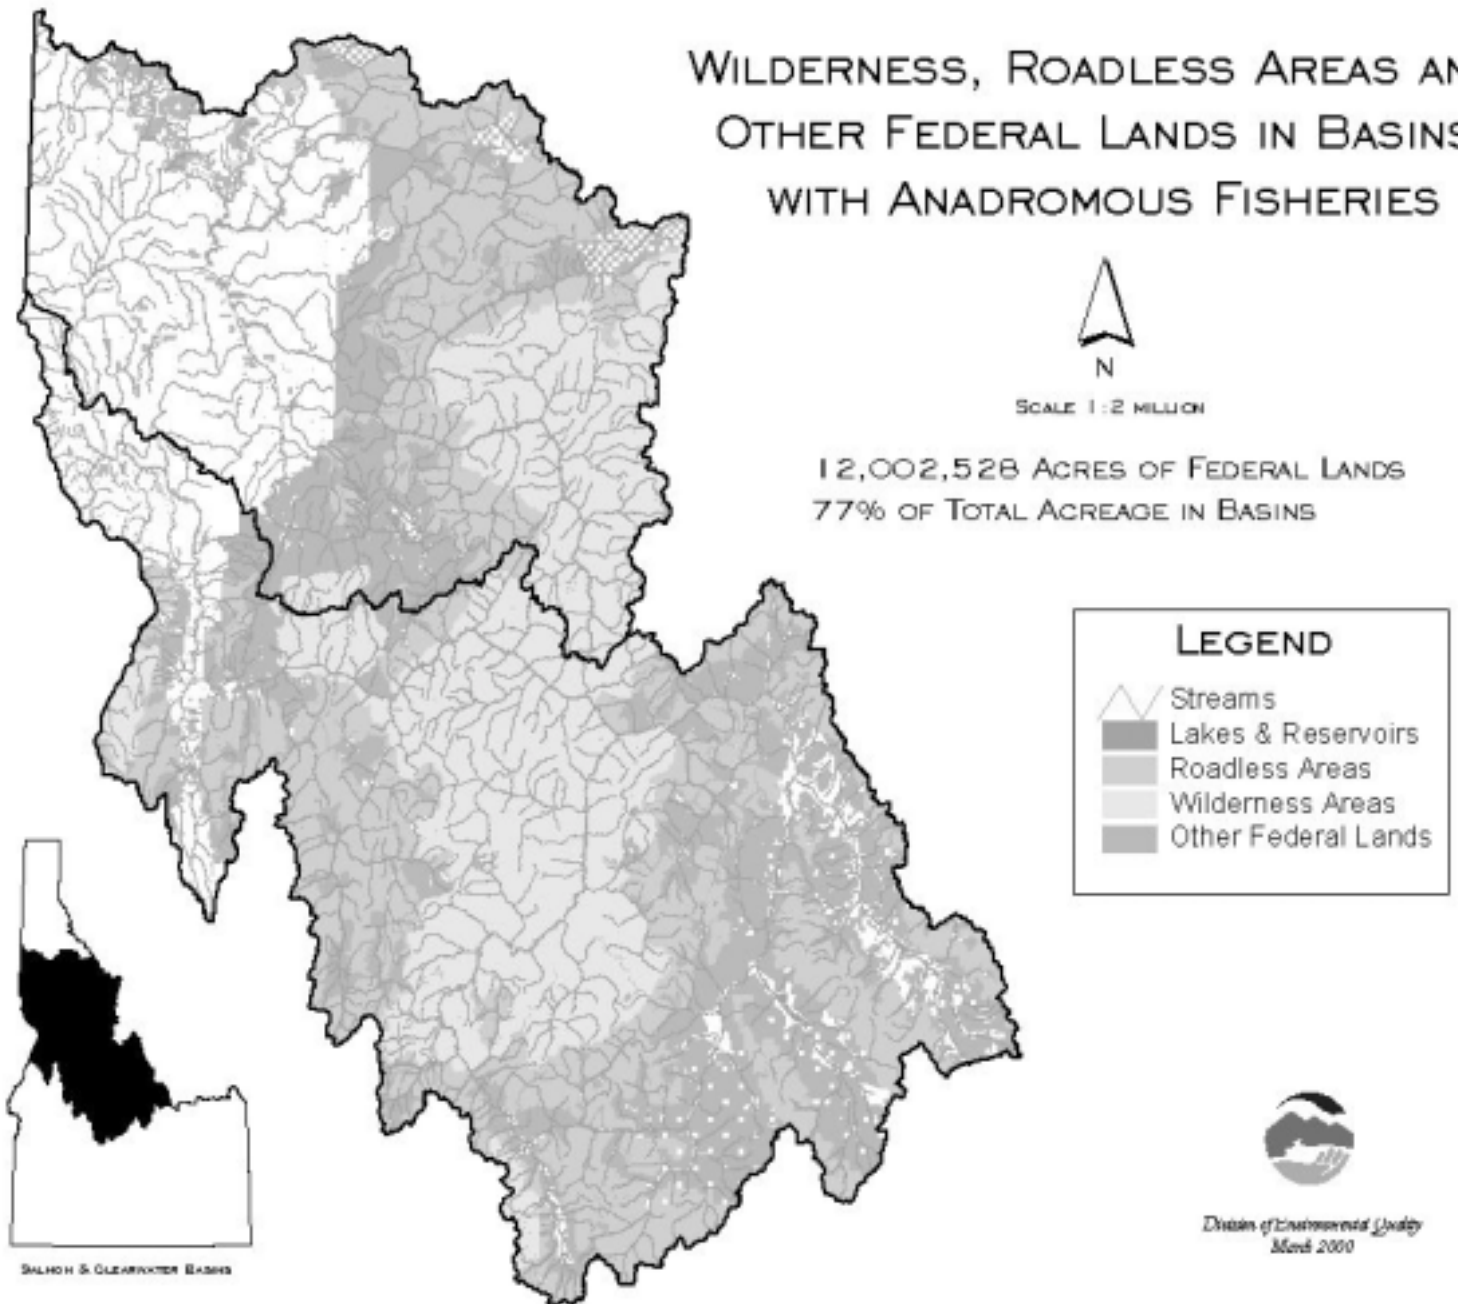 WILDERNESS, ROADLESS AREAS AN
OTHER FEDERAL LANDS IN BASINS
WITH ANADROMOUS FISHERIES
N
SCALE 1:2 MILLION
12,002,528 ACRES OF FEDERAL LANDS
77% OF TOTAL ACREAGE IN BASINS
LEGEND
Streams
Lakes & Reservoirs
Roadless Areas
Wilderness Areas
Other Federal Lands
SALMON & CLEARWATER BASINS
Division of Environmental Quality
March 2000